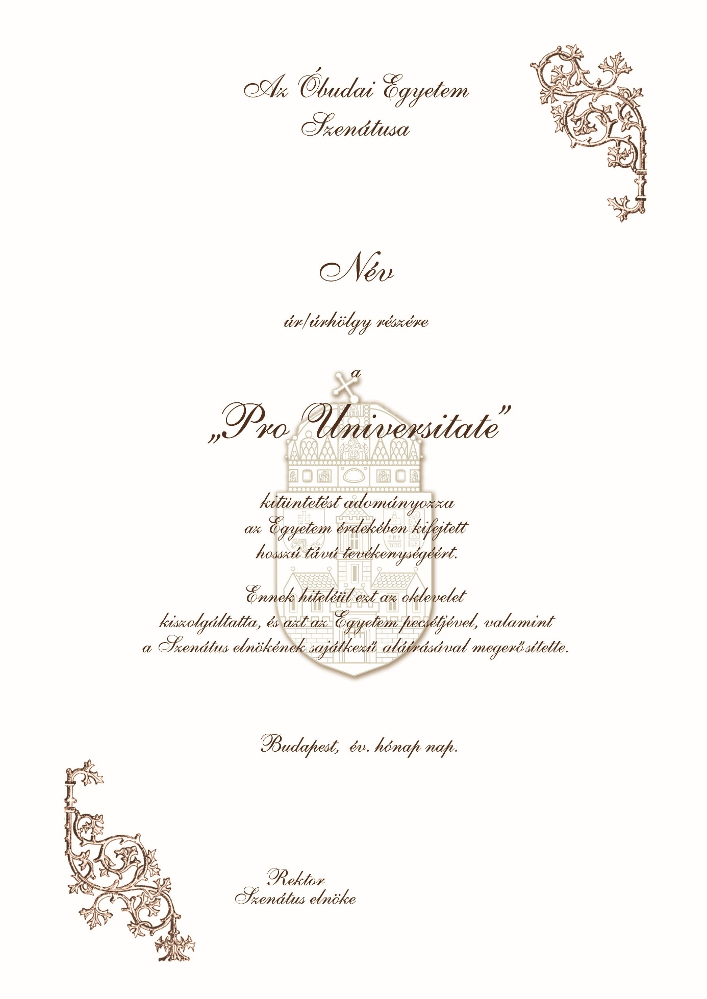 Az Óbudai Egyetem
Szenátusa
Név
úr/úrhölgy részére
a
„Pro Universitate”
kitüntetést adományozza
az Egyetem érdekében kifejtett
hosszú távú tevékenységéért.
Ennek hiteléül ezt az oklevelet
kiszolgáltatta, és azt az Egyetem pecsétjével, valamint
a Szenátus elnökének sajátkezű aláírásával megerősítette.
Budapest, év. hónap nap.
Rektor
Szenátus elnöke